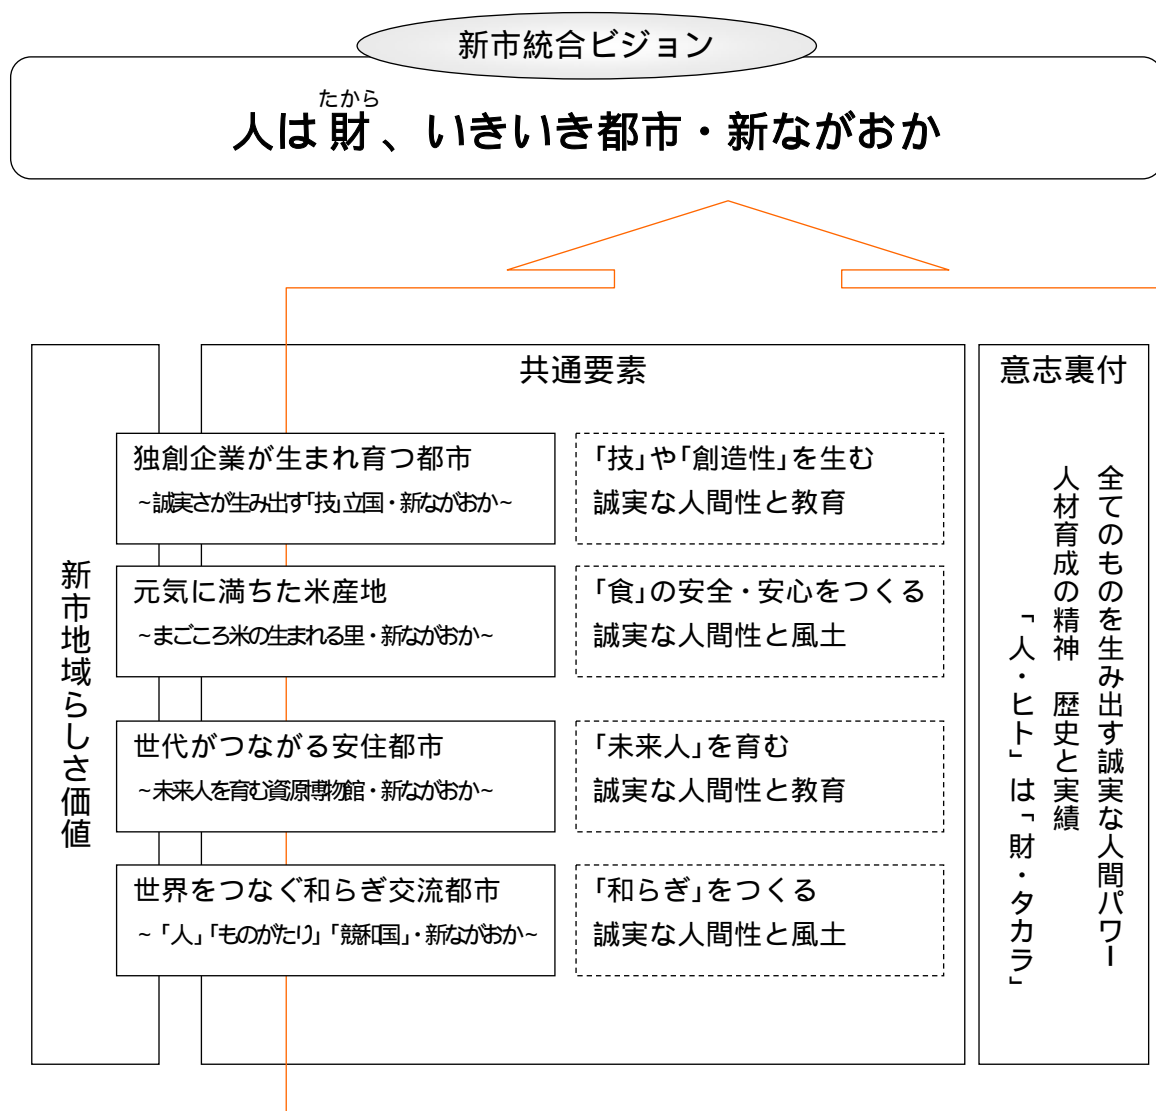 新市統合ビジョン
たから
人は財、いきいき都市・新ながおか
新市地域らしさ価値
共通要素
独創企業が生まれ育つ都市
~誠実さが生み出す「技」立国・新ながおか~
「技」や「創造性」を生む
誠実な人間性と教育
元気に満ちた米産地
~まごころ米の生まれる里・新ながおか~
「食」の安全・安心をつくる
誠実な人間性と風土
世代がつながる安住都市
~未来人を育む資源博物館・新ながおか~
「未来人」を育む
誠実な人間性と教育
世界をつなぐ和らぎ交流都市
~「人」「ものがたり」「競和国」・新ながおか~
「和らぎ」をつくる
誠実な人間性と風土
意志裏付
全てのものを生み出す誠実な人間パワー
人材育成の精神　歴史と実績
「人・ヒト」は「財・タカラ」